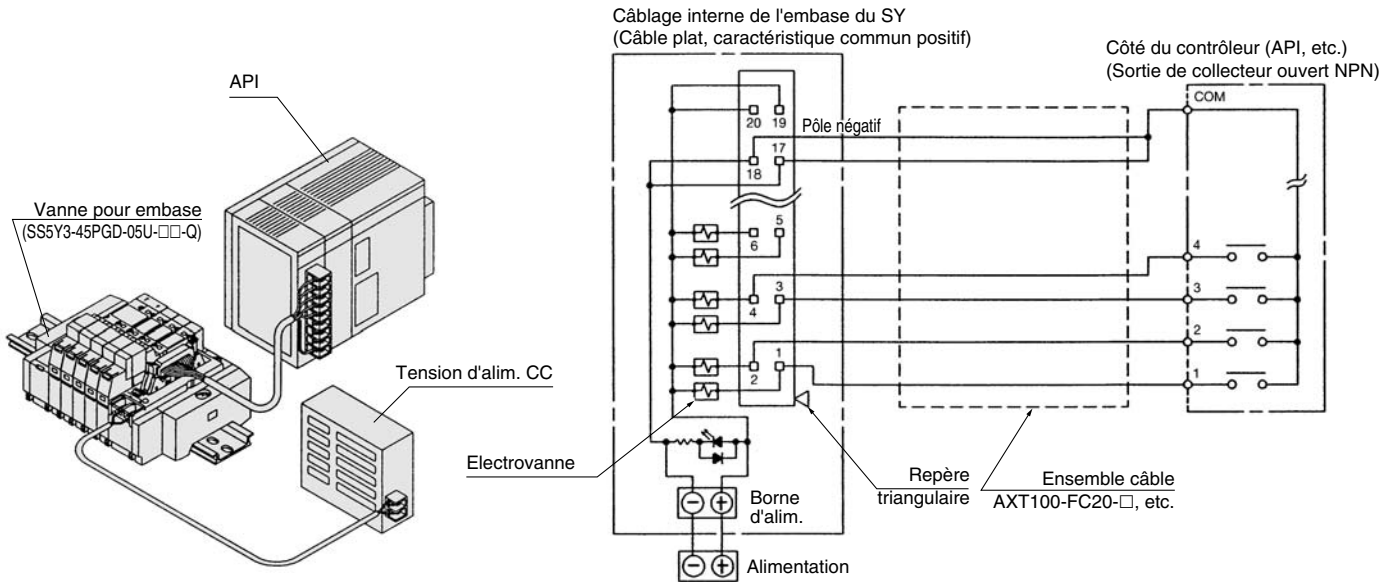 API
Vanne pour embase
(SS5Y3-45PGD-05U-□□-Q)
Tension d'alim. CC
Câblage interne de l'embase du SY
(Câble plat, caractéristique commun positif)
20 19
Pôle négatif
17
18
5
6
3
4
1
2
Electrovanne
Borne
d'alim.
Alimentation
Repère
triangulaire
Ensemble câble
AXT100-FC20-□, etc.
Côté du contrôleur (API, etc.)
(Sortie de collecteur ouvert NPN)
COM
4
3
2
1